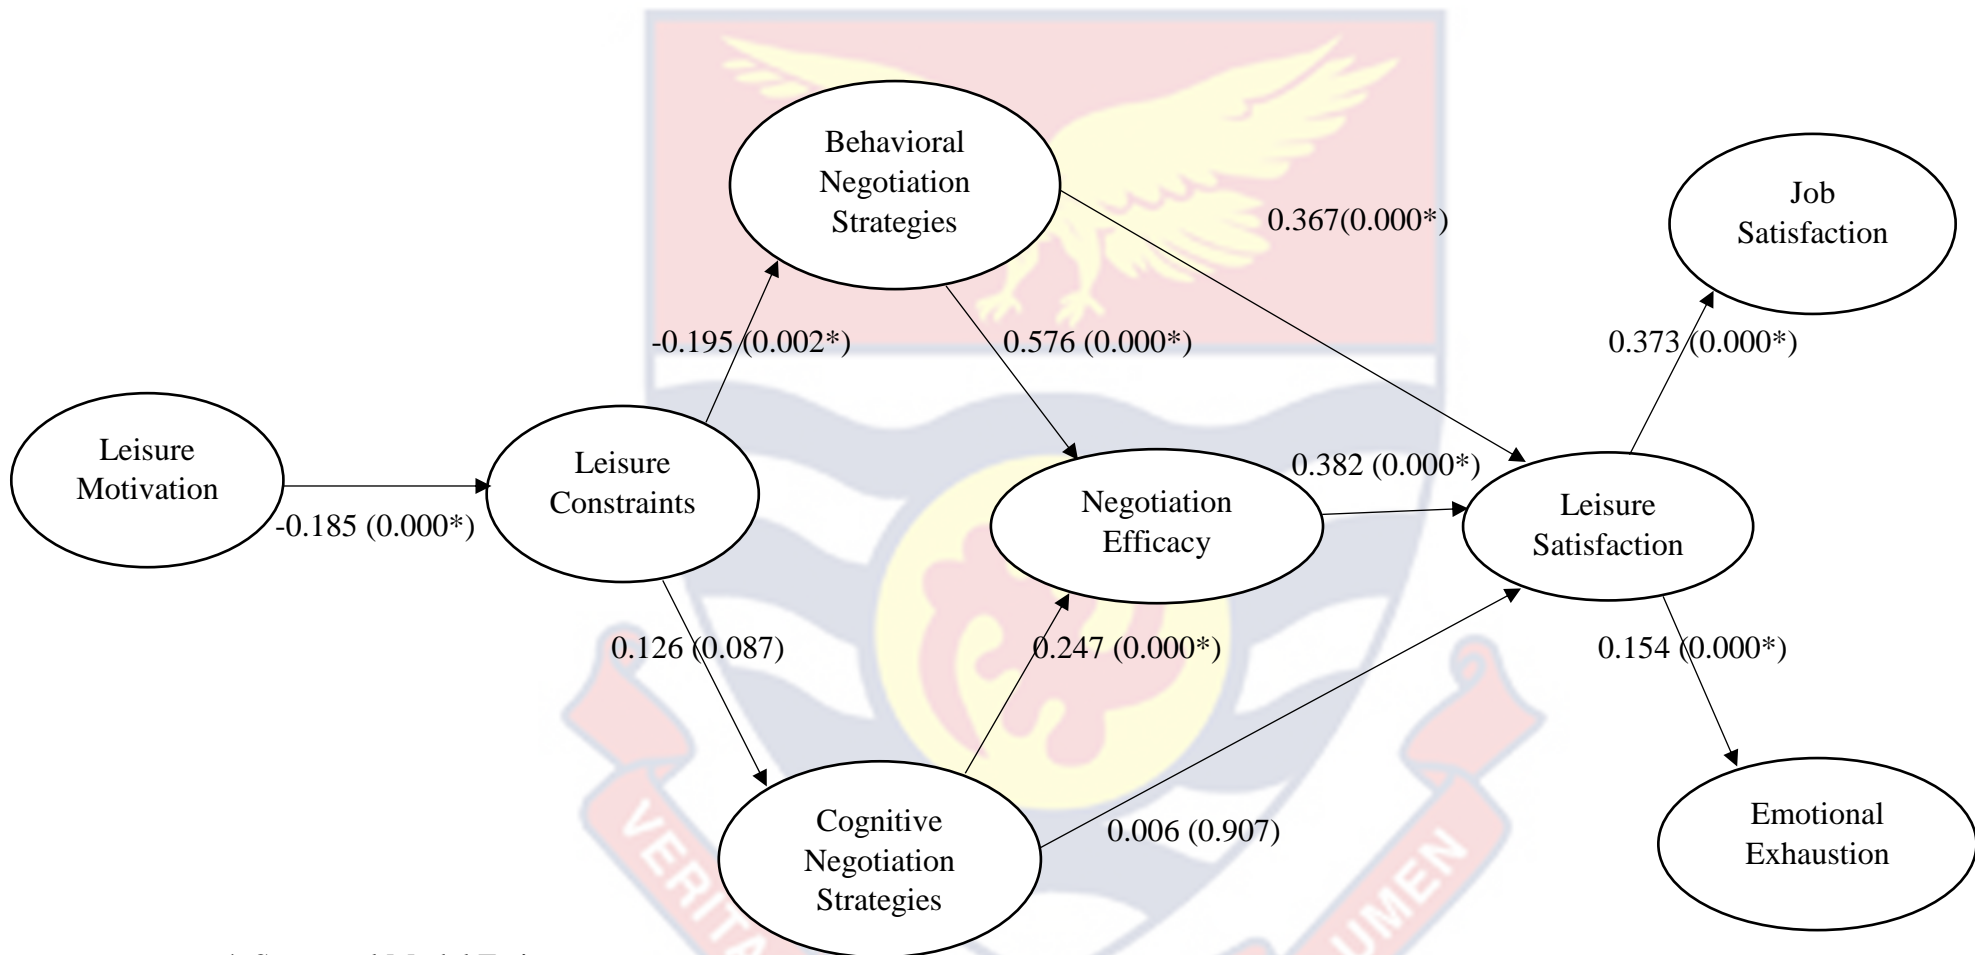 Behavioral
Negotiation
Strategies
Job
Satisfaction
0.367(0.000*)
-0.195 (0.002*)
0.576 (0.000*)
0.373 (0.000*)
Leisure
Motivation
Leisure
Constraints
0.382 (0.000*)
Negotiation
Efficacy
Leisure
Satisfaction
-0.185 (0.000*)
0.126 (0.087)
0.247 (0.000*)
0.154 (0.000*)
Cognitive
Negotiation
Strategies
0.006 (0.907)
Emotional
Exhaustion